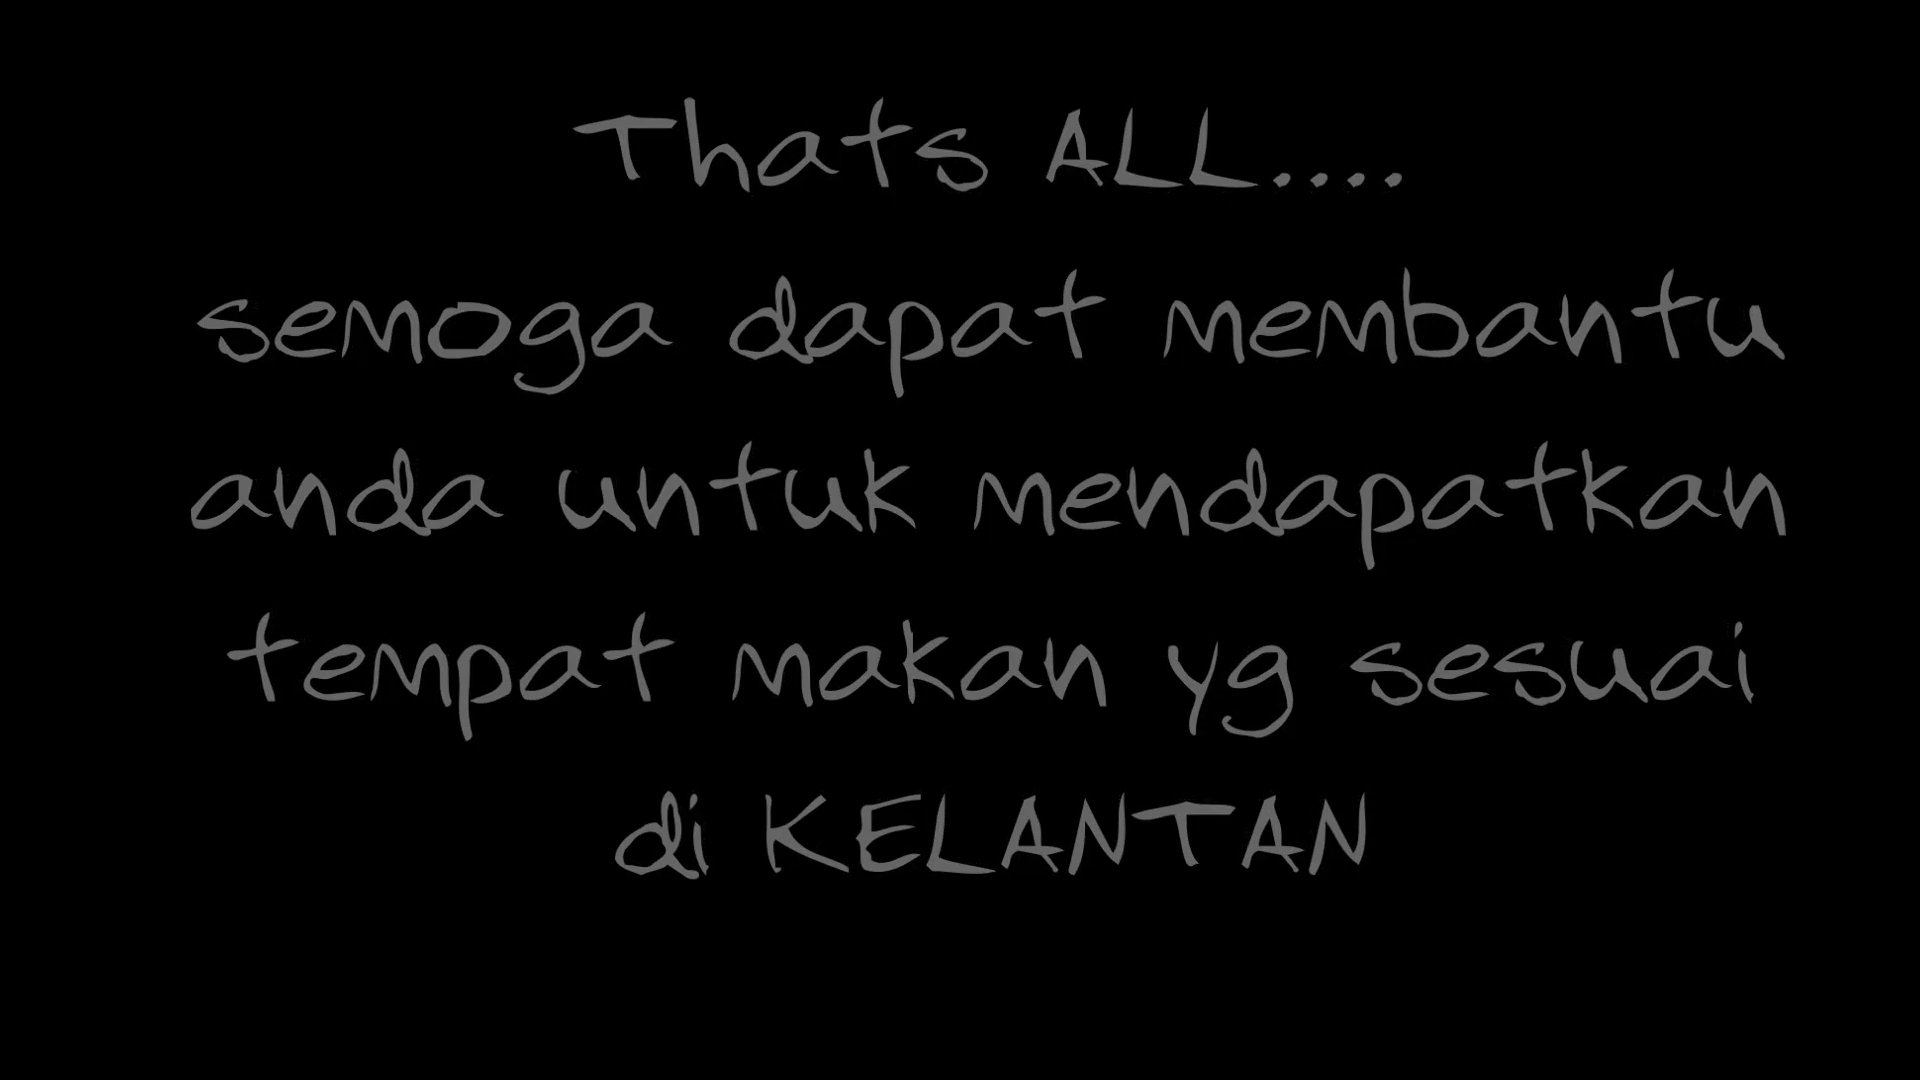 Thats ALL....
semoga dapat membantu
anda untuk mendapatkan
tempat makan yg sesuai
di KELANTAN